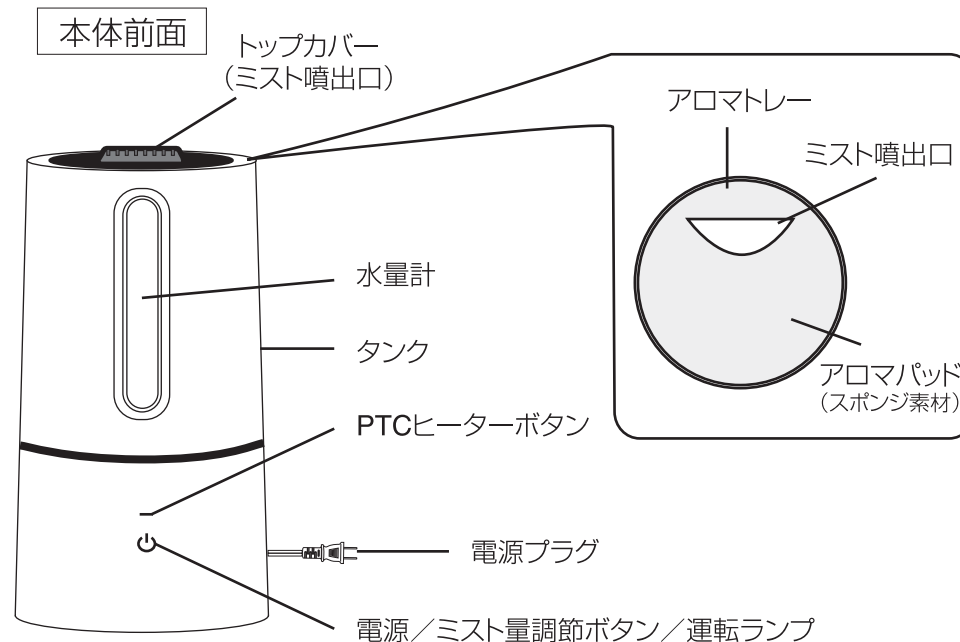 本体前面
トップカバー
（ミスト噴出口）
アロマトレー
ミスト噴出口
水量計
タンク
アロマパッド
（スポンジ素材）
PTCヒーターボタン
電源プラグ
電源／ミスト量調節ボタン／運転ランプ